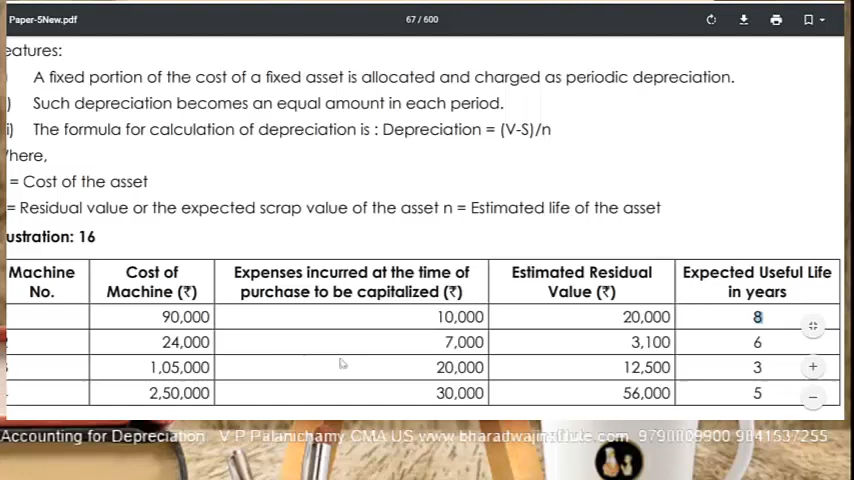 Paper-5New.pdf 67 / 600
eatures:
) A fixed portion of the cost of a fixed asset is allocated and charged as periodic depreciation.
) Such depreciation becomes an equal amount in each period.
i) The formula for calculation of depreciation is : Depreciation = (V-S)/n
here,
= Cost of the asset
= Residual value or the expected scrap value of the asset n = Estimated life of the asset
ustration: 16
Machine No. Cost of Machine (₹) Expenses incurred at the time of purchase to be capitalized (₹) Estimated Residual Value (₹) Expected Useful Life in years
90,000 10,000 20,000 8
24,000 7,000 3,100 6
1,05,000 20,000 12,500 3
2,50,000 30,000 56,000 5
Accounting for Depreciation V P Palanichamy CMA US www.bharadwajinstitute.com 9790009900 9841537255